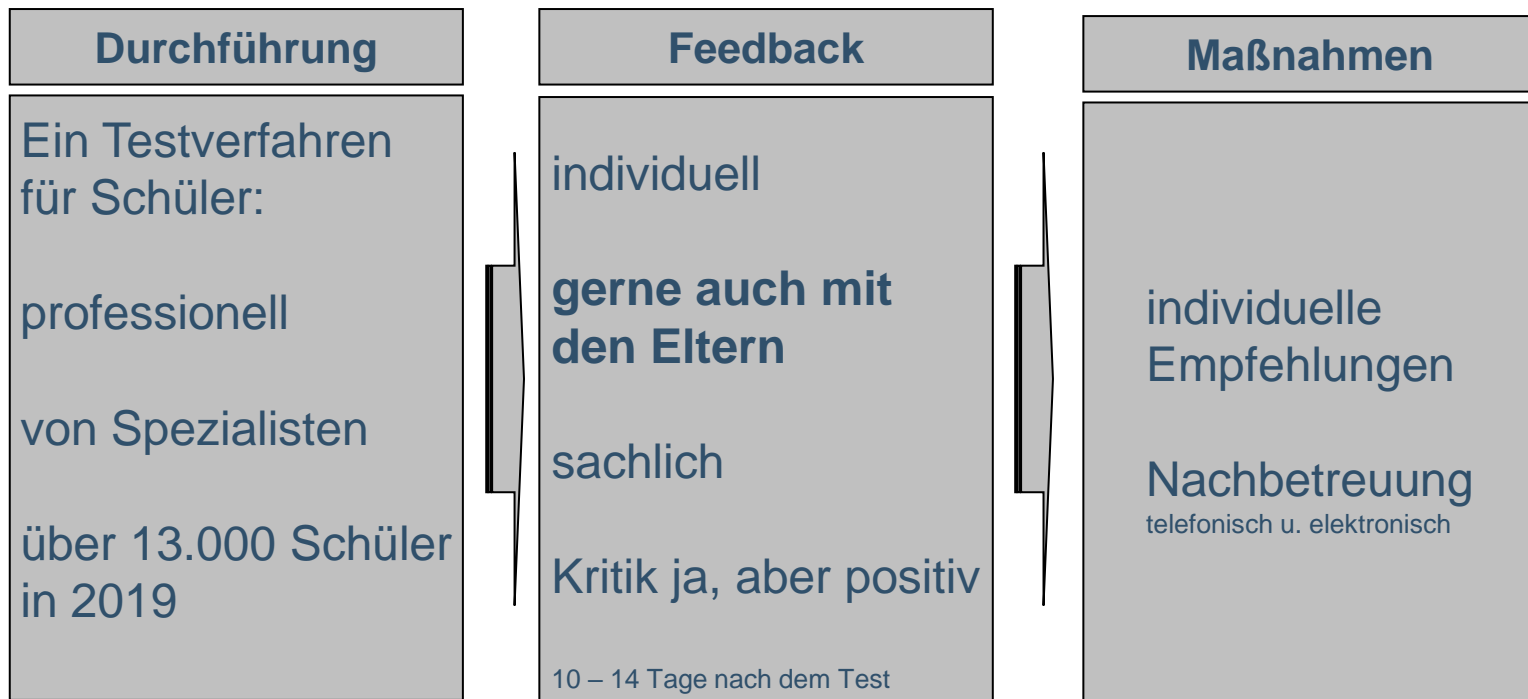 Durchführung
Ein Testverfahren
für Schüler:
professionell
von Spezialisten
über 13.000 Schüler
in 2019
Feedback
individuell
gerne auch mit
den Eltern
sachlich
Kritik ja, aber positiv
10 – 14 Tage nach dem Test
Maßnahmen
individuelle
Empfehlungen
Nachbetreuung
telefonisch u. elektronisch